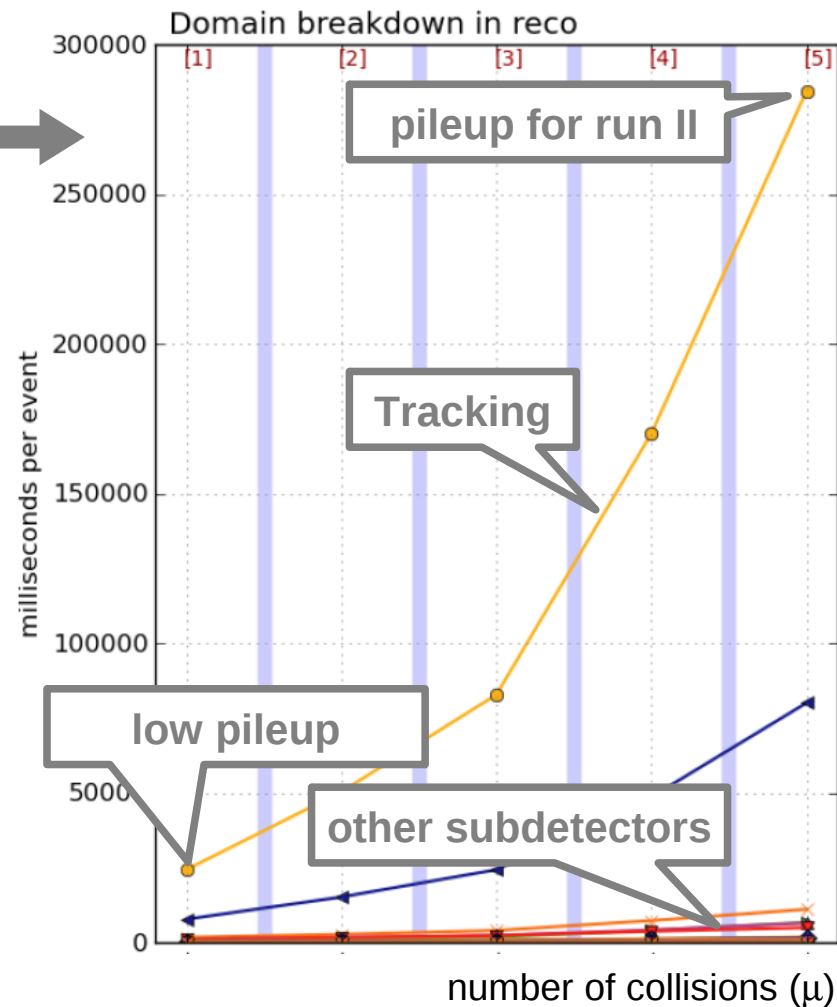 Domain breakdown in reco
300000
[1]
[2]
[3]
[4]
[5]
pileup for run II
250000
200000
milliseconds per event
Tracking
150000
100000
low pileup
5000
other subdetectors
0
number of collisions (μ)